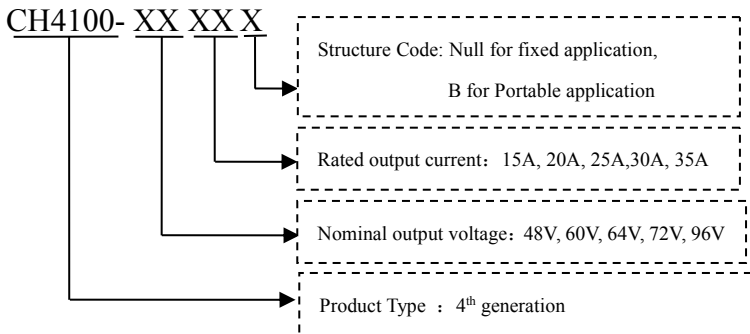 CH4100- XX XX X
Structure Code: Null for fixed application,
B for Portable application
Rated output current：15A, 20A, 25A,30A, 35A
Nominal output voltage：48V, 60V, 64V, 72V, 96V
Product Type ：4th generation